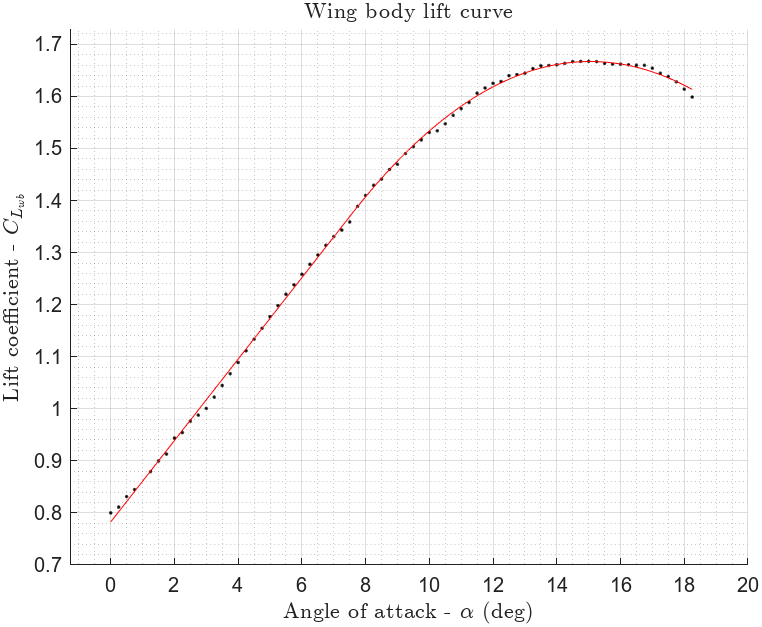 Wing body lift curve
Lift coefficient - C_{L_{wb}}
1.7
1.6
1.5
1.4
1.3
1.2
1.1
1
0.9
0.8
0.7
0 2 4 6 8 10 12 14 16 18 20
Angle of attack - α (deg)